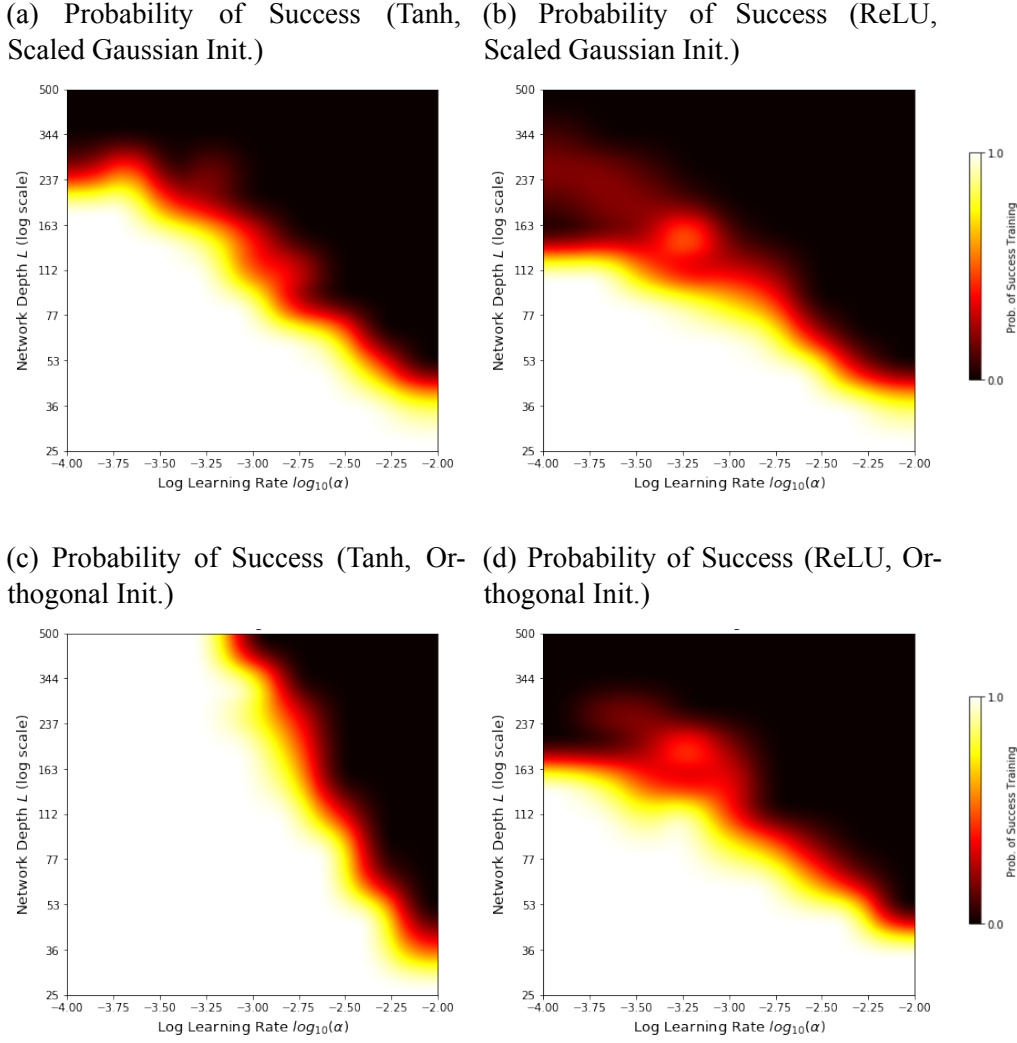 (a) Probability of Success (Tanh,
Scaled Gaussian Init.)
(b) Probability of Success (ReLU,
Scaled Gaussian Init.)
500
344
237
163
112
77
53
36
25
Network Depth L (log scale)
−4.00 −3.75 −3.50 −3.25 −3.00 −2.75 −2.50 −2.25 −2.00
Log Learning Rate log10(α)
500
344
237
163
112
77
53
36
25
Network Depth L (log scale)
−4.00 −3.75 −3.50 −3.25 −3.00 −2.75 −2.50 −2.25 −2.00
Log Learning Rate log10(α)
1.0
0.0
Prob. of Success Training
(c) Probability of Success (Tanh, Or-
thogonal Init.)
(d) Probability of Success (ReLU, Or-
thogonal Init.)
500
344
237
163
112
77
53
36
25
Network Depth L (log scale)
−4.00 −3.75 −3.50 −3.25 −3.00 −2.75 −2.50 −2.25 −2.00
Log Learning Rate log10(α)
500
344
237
163
112
77
53
36
25
Network Depth L (log scale)
−4.00 −3.75 −3.50 −3.25 −3.00 −2.75 −2.50 −2.25 −2.00
Log Learning Rate log10(α)
1.0
0.0
Prob. of Success Training